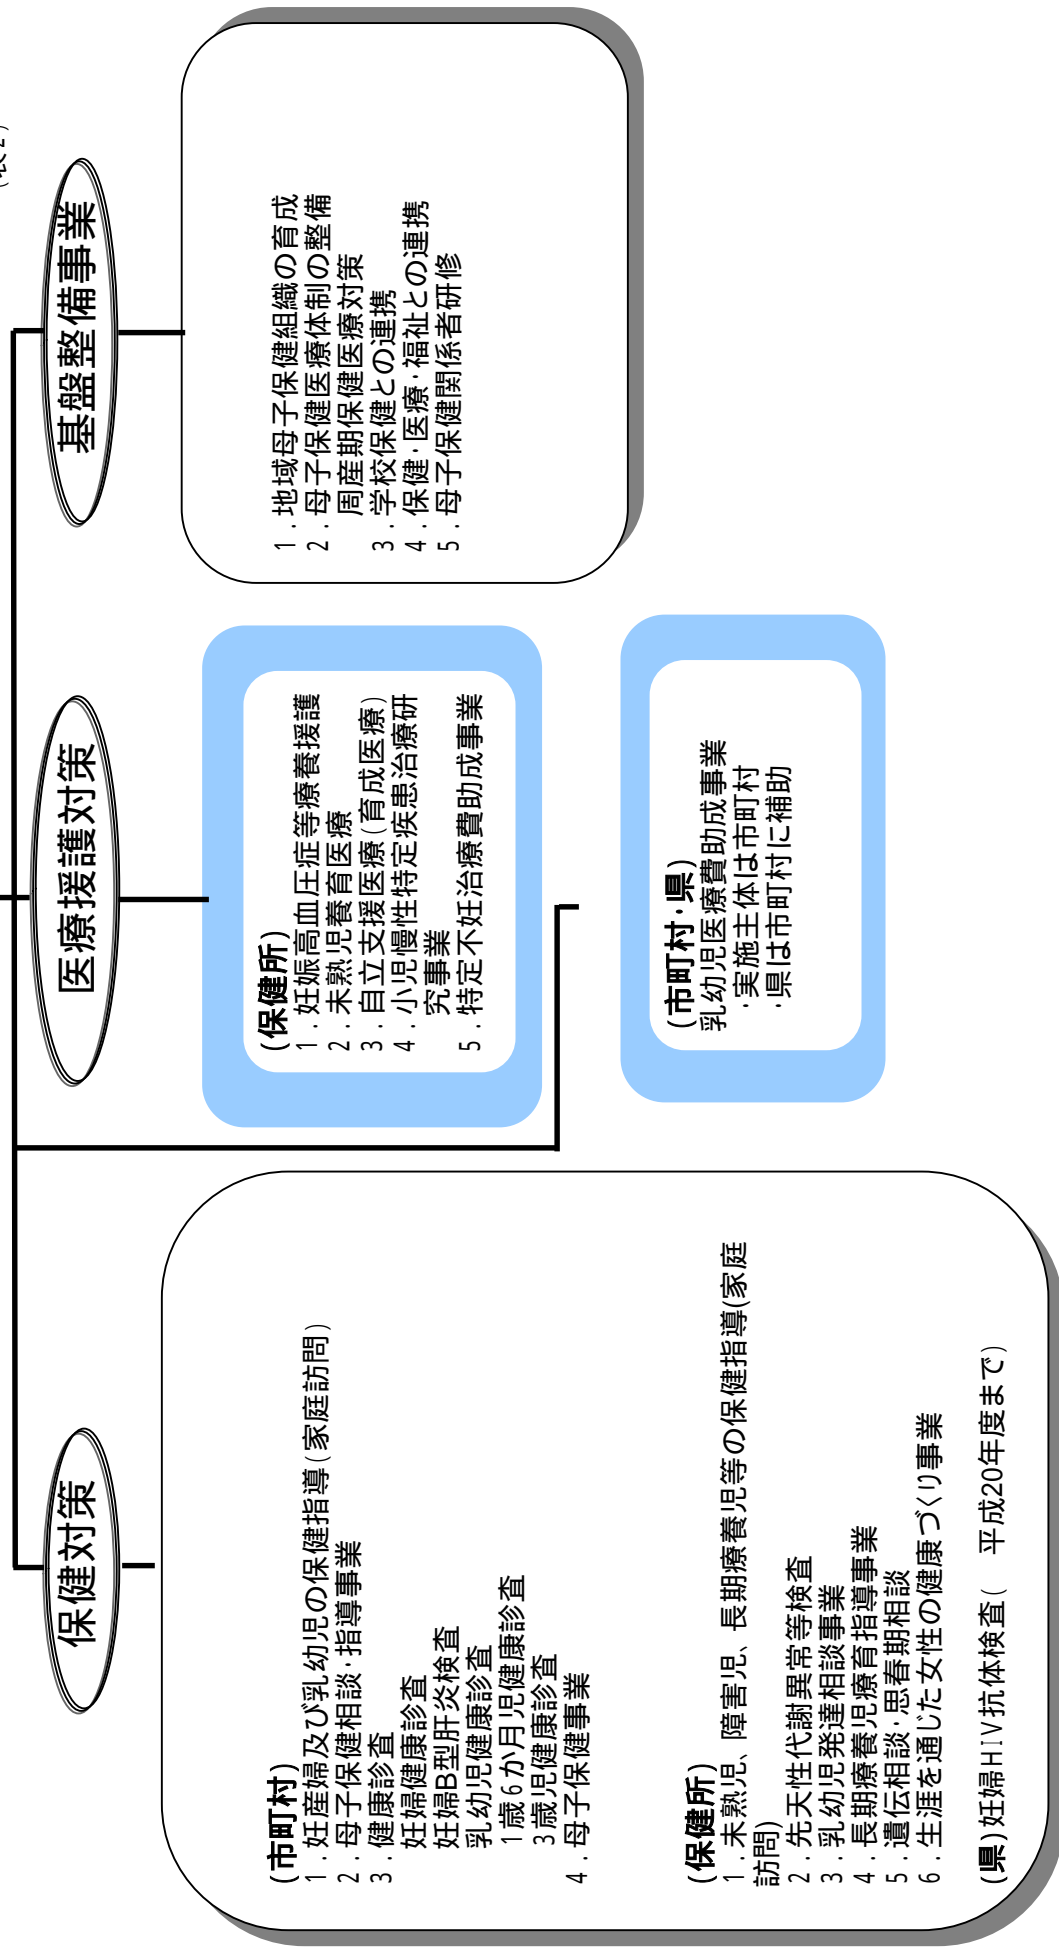 保健対策
(市町村)
1．妊産婦及び乳幼児の保健指導(家庭訪問)
2．母子保健相談・指導事業
3．健康診査
妊婦健康診査
妊婦B型肝炎検査
乳幼児健康診査
1歳6か月児健康診査
3歳児健康診査
4．母子保健事業
(保健所)
1．未熟児、障害児、長期療養児等の保健指導(家庭
訪問)
2．先天性代謝異常等検査
3．乳幼児発達相談事業
4．長期療養児療育指導事業
5．遺伝相談・思春期相談
6．生涯を通じた女性の健康づくり事業
(県)妊婦HIV抗体検査(　平成20年度まで)
医療援護対策
(保健所)
1．妊娠高血圧症等療養援護
2．未熟児養育医療
3．自立支援医療(育成医療)
4．小児慢性特定疾患治療研
究事業
5．特定不妊治療費助成事業
(市町村・県)
乳幼児医療費助成事業
・実施主体は市町村
・県は市町村に補助
基盤整備事業
1．地域母子保健組織の育成
2．母子保健医療体制の整備
周産期保健医療対策
3．学校保健との連携
4．保健・医療・福祉との連携
5．母子保健関係者研修